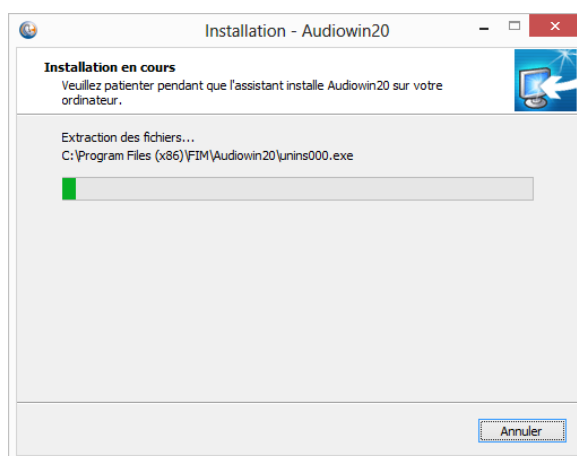 Installation - Audiowin20
Installation en cours
Veuillez patienter pendant que l'assistant installe Audiowin20 sur votre
ordinateur.
Extraction des fichiers...
C:\Program Files (x86)\FIM\Audiowin20\unins000.exe
Annuler